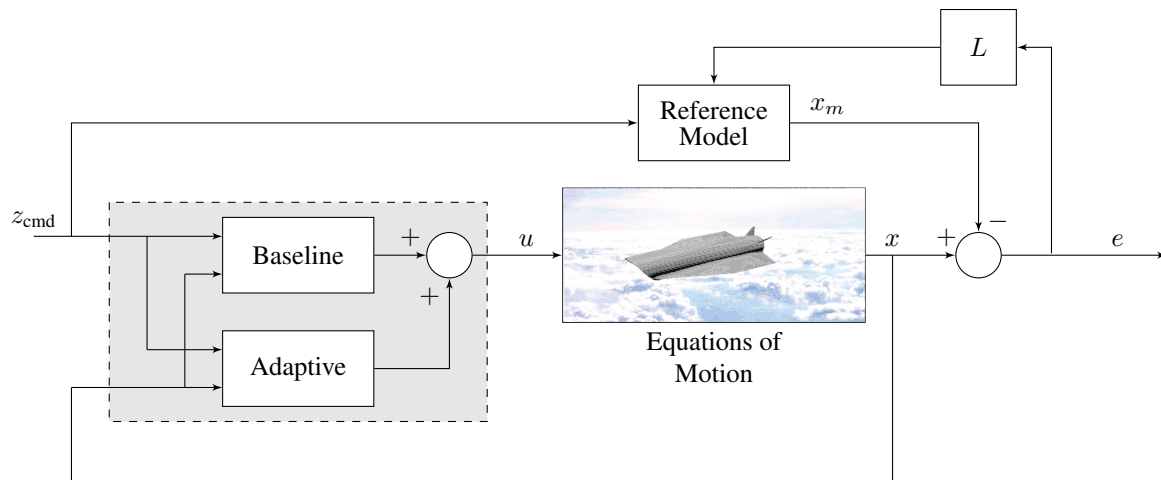 L
Reference
Model
x_m
z_cmd
Baseline
+
+
u
x
+
−
e
Adaptive
Equations of
Motion